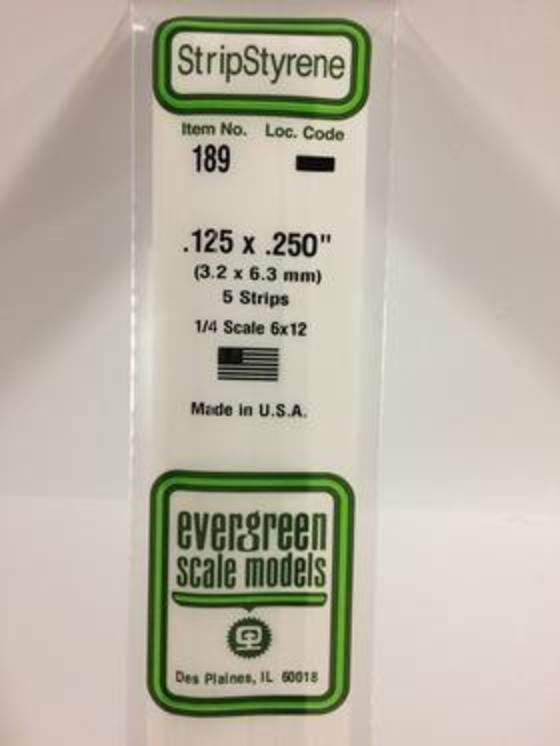 StripStyrene
Item No. Loc. Code
189
.125 x .250"
(3.2 x 6.3 mm)
5 Strips
1/4 Scale 6x12
Made in U.S.A.
evergreen
scale models
Des Plaines, IL 60018